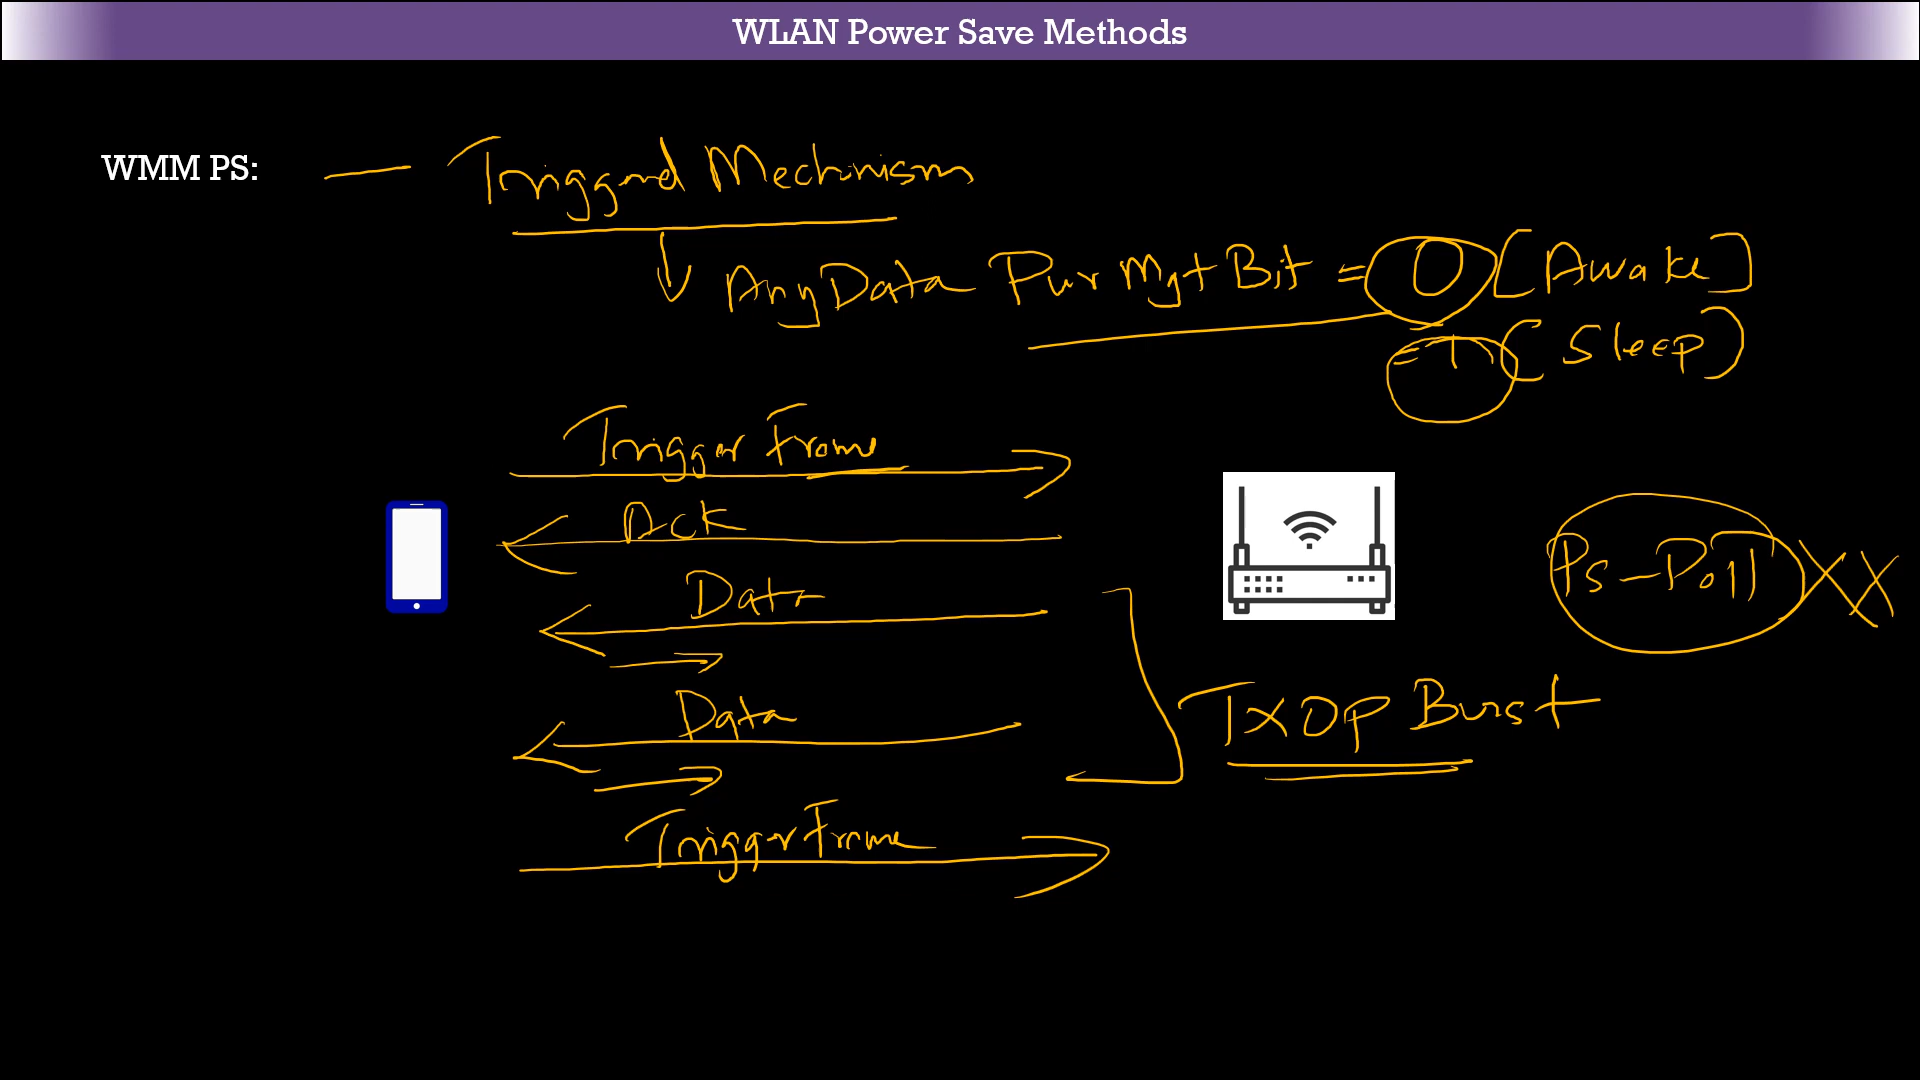 WLAN Power Save Methods
WMM PS: — Triggered Mechanism
Any Data Pwr Mgt Bit = 0 [Awake]
= 1 (Sleep)
Trigger Frame
Ack
Data
Ps-Poll XX
Data
TXOP Burst
Trigger Frame